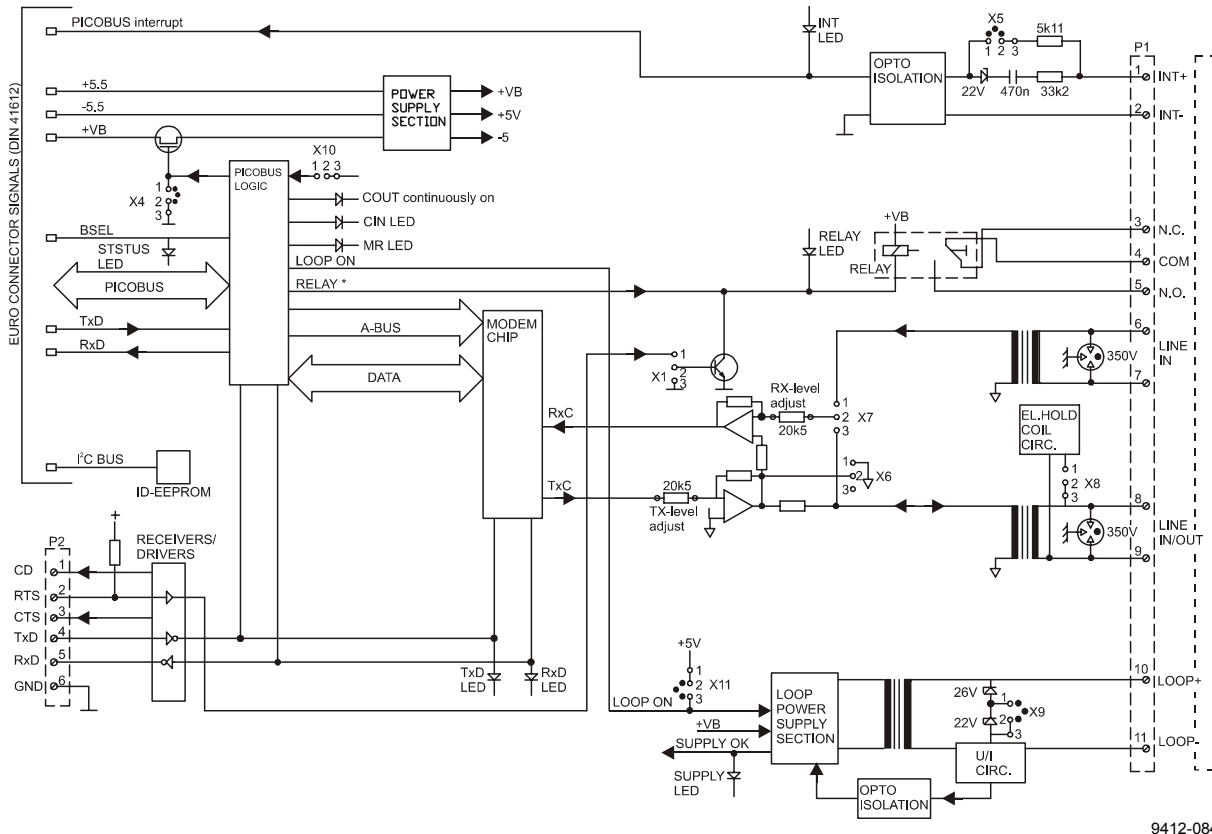 PICOBUS interrupt
INT
LED
X5
5k11
1 2 3
OPTO
ISOLATION
22V 470n 33k2
P1
1 INT+
2 INT-
EURO CONNECTOR SIGNALS (DIN 41612)
+5.5
-5.5
+VB
POWER
SUPPLY
SECTION
+VB
+5V
-5
X4
1
2
3
PICOBUS
LOGIC
X10
1 2 3
COUT continuously on
CIN LED
MR LED
LOOP ON
RELAY *
BSEL
STSTUS
LED
PICOBUS
TxD
RxD
A-BUS
DATA
MODEM
CHIP
RELAY
LED
+VB
RELAY
3 N.C.
4 COM
5 N.O.
6
LINE
IN
7
350V
X1
1
2
3
RX-level
adjust
20k5
RxC
1
2 X7
3
EL.HOLD
COIL
CIRC.
1
2 X8
3
1
2 X6
3
TxC
20k5
TX-level
adjust
8
LINE
IN/OUT
9
350V
I²C BUS
ID-EEPROM
+
P2
RECEIVERS/
DRIVERS
CD 1
RTS 2
CTS 3
TxD 4
RxD 5
GND 6
TxD
LED
RxD
LED
+5V
1
2 X11
3
LOOP ON
+VB
SUPPLY OK
SUPPLY
LED
LOOP
POWER
SUPPLY
SECTION
26V
22V
1
2
3
X9
U/I
CIRC.
OPTO
ISOLATION
10
LOOP+
11
LOOP-
9412-084